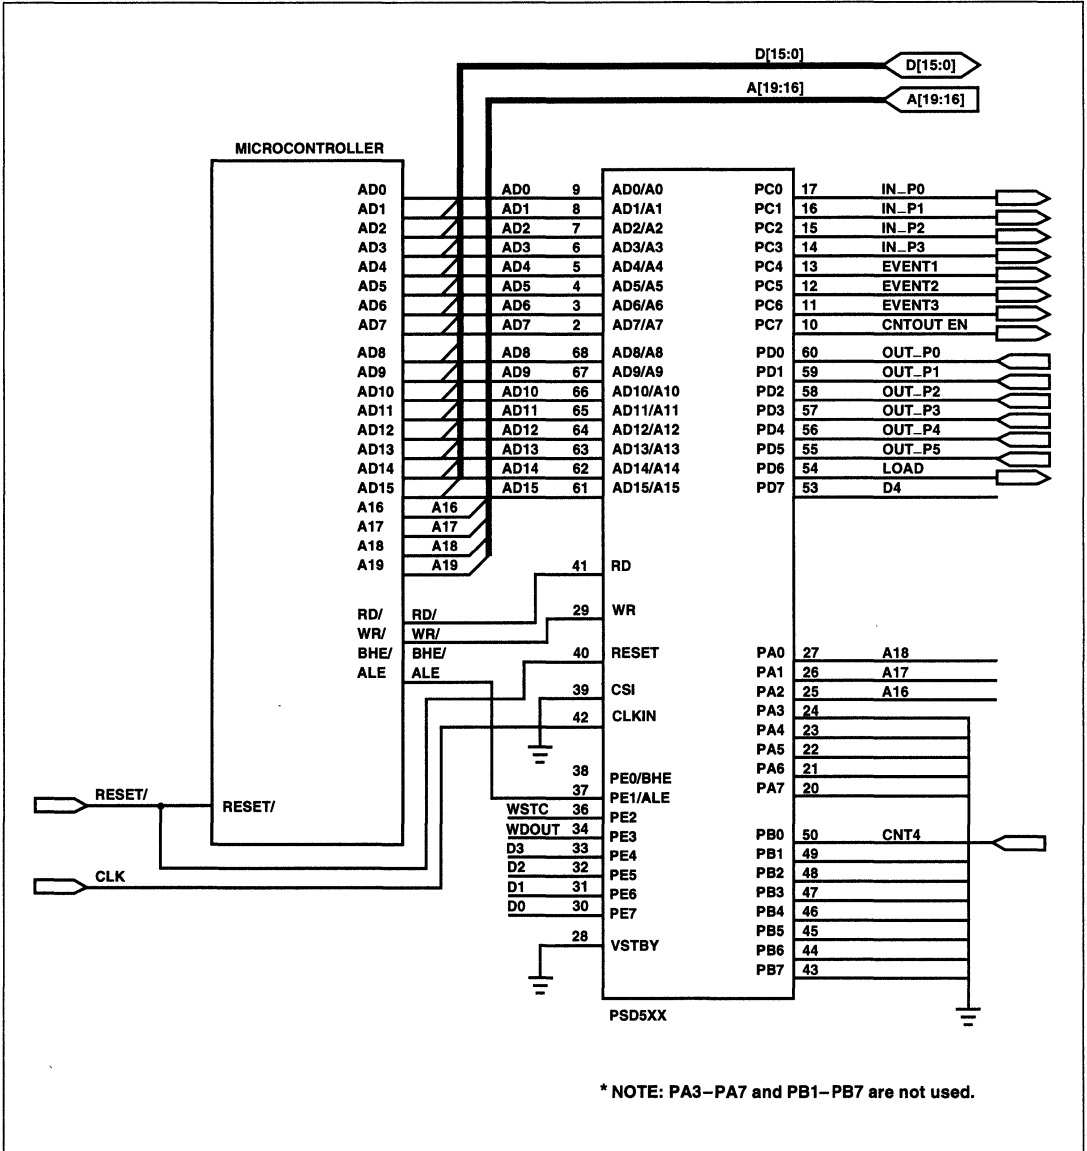 D[15:0] D[15:0]
A[19:16] A[19:16]
MICROCONTROLLER
AD0 AD0 9 AD0/A0 PC0 17 IN_P0
AD1 AD1 8 AD1/A1 PC1 16 IN_P1
AD2 AD2 7 AD2/A2 PC2 15 IN_P2
AD3 AD3 6 AD3/A3 PC3 14 IN_P3
AD4 AD4 5 AD4/A4 PC4 13 EVENT1
AD5 AD5 4 AD5/A5 PC5 12 EVENT2
AD6 AD6 3 AD6/A6 PC6 11 EVENT3
AD7 AD7 2 AD7/A7 PC7 10 CNTOUT EN
AD8 AD8 68 AD8/A8 PD0 60 OUT_P0
AD9 AD9 67 AD9/A9 PD1 59 OUT_P1
AD10 AD10 66 AD10/A10 PD2 58 OUT_P2
AD11 AD11 65 AD11/A11 PD3 57 OUT_P3
AD12 AD12 64 AD12/A12 PD4 56 OUT_P4
AD13 AD13 63 AD13/A13 PD5 55 OUT_P5
AD14 AD14 62 AD14/A14 PD6 54 LOAD
AD15 AD15 61 AD15/A15 PD7 53 D4
A16 A16
A17 A17
A18 A18
A19 A19
41 RD
RD/ RD/ 29 WR
WR/ WR/
BHE/ BHE/ 40 RESET PA0 27 A18
ALE ALE PA1 26 A17
39 CSI PA2 25 A16
42 CLKIN PA3 24
PA4 23
PA5 22
PA6 21
38 PE0/BHE PA7 20
37 PE1/ALE
RESET/ RESET/
WSTC 36 PE2
WDOUT 34 PE3 PB0 50 CNT4
D3 33 PE4 PB1 49
CLK D2 32 PE5 PB2 48
D1 31 PE6 PB3 47
D0 30 PE7 PB4 46
28 VSTBY PB5 45
PB6 44
PB7 43
PSD5XX
* NOTE: PA3–PA7 and PB1–PB7 are not used.